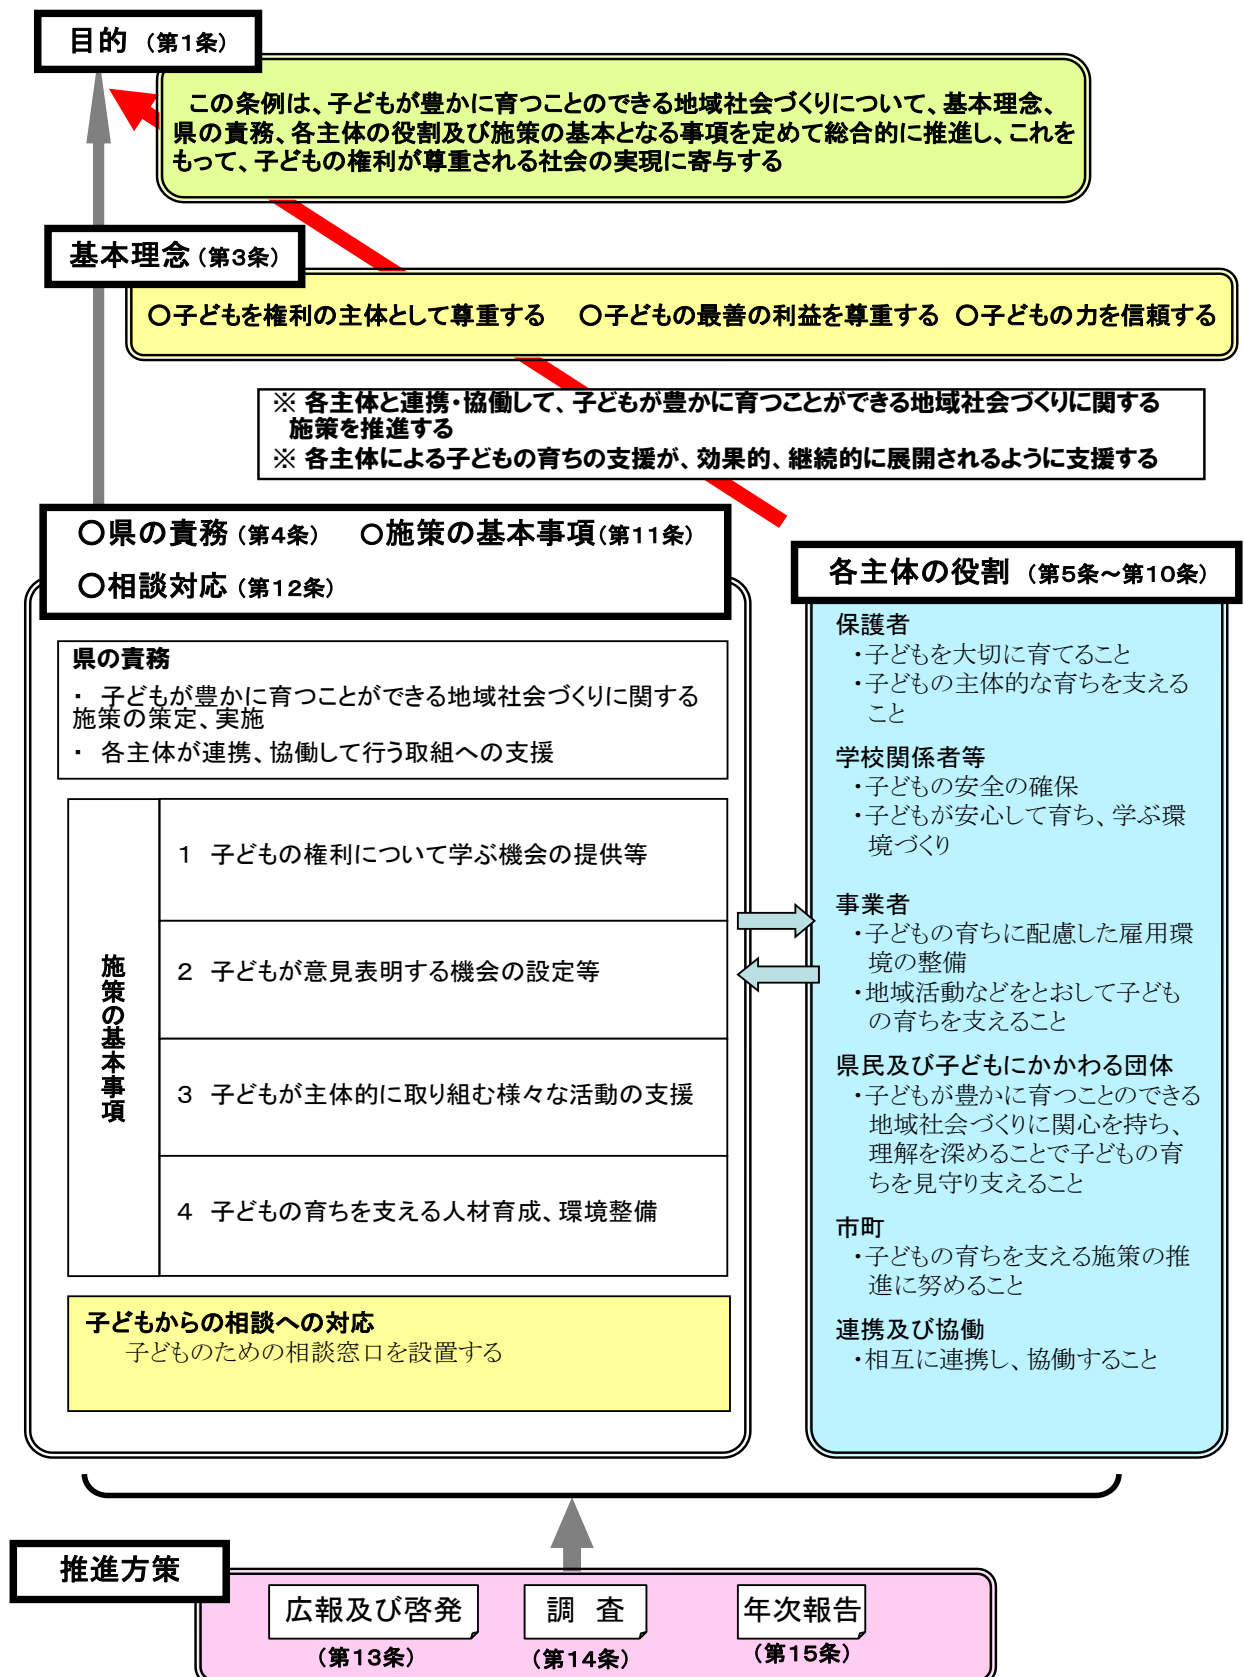 目的 （第１条）
この条例は、子どもが豊かに育つことのできる地域社会づくりについて、基本理念、
県の責務、各主体の役割及び施策の基本となる事項を定めて総合的に推進し、これを
もって、子どもの権利が尊重される社会の実現に寄与する
基本理念（第３条）
○子どもを権利の主体として尊重する　○子どもの最善の利益を尊重する　○子どもの力を信頼する
※ 各主体と連携・協働して、子どもが豊かに育つことができる地域社会づくりに関する
施策を推進する
※ 各主体による子どもの育ちの支援が、効果的、継続的に展開されるように支援する
○県の責務（第４条）　○施策の基本事項（第１１条）
○相談対応（第１２条）
県の責務
・ 子どもが豊かに育つことができる地域社会づくりに関する
施策の策定、実施
・ 各主体が連携、協働して行う取組への支援
施策の基本事項
１ 子どもの権利について学ぶ機会の提供等
２ 子どもが意見表明する機会の設定等
３ 子どもが主体的に取り組む様々な活動の支援
４ 子どもの育ちを支える人材育成、環境整備
子どもからの相談への対応
子どものための相談窓口を設置する
各主体の役割 （第５条～第１０条）
保護者
・子どもを大切に育てること
・子どもの主体的な育ちを支える
こと
学校関係者等
・子どもの安全の確保
・子どもが安心して育ち、学ぶ環
境づくり
事業者
・子どもの育ちに配慮した雇用環
境の整備
・地域活動などをとおして子ども
の育ちを支えること
県民及び子どもにかかわる団体
・子どもが豊かに育つことのできる
地域社会づくりに関心を持ち、
理解を深めることで子どもの育
ちを見守り支えること
市町
・子どもの育ちを支える施策の推
進に努めること
連携及び協働
・相互に連携し、協働すること
推進方策
広報及び啓発
（第１３条）
調 査
（第１４条）
年次報告
（第１５条）